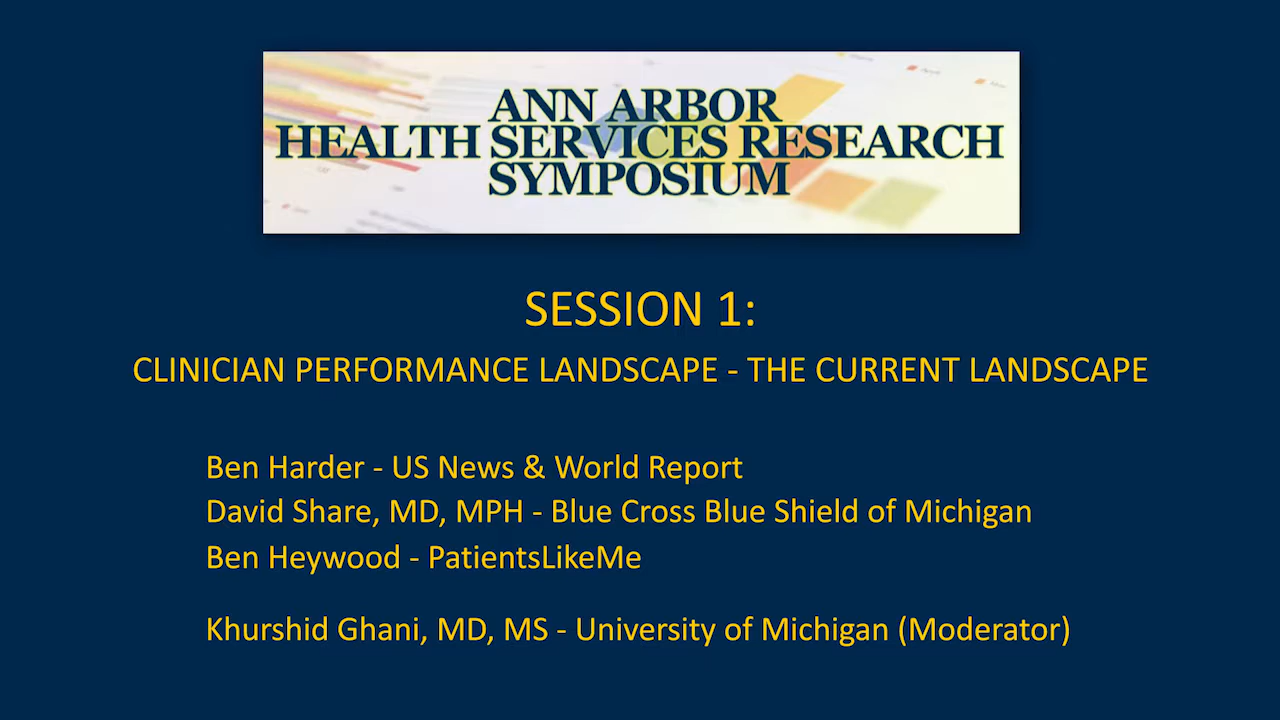 ANN ARBOR
HEALTH SERVICES RESEARCH
SYMPOSIUM
SESSION 1:
CLINICIAN PERFORMANCE LANDSCAPE - THE CURRENT LANDSCAPE
Ben Harder - US News & World Report
David Share, MD, MPH - Blue Cross Blue Shield of Michigan
Ben Heywood - PatientsLikeMe
Khurshid Ghani, MD, MS - University of Michigan (Moderator)